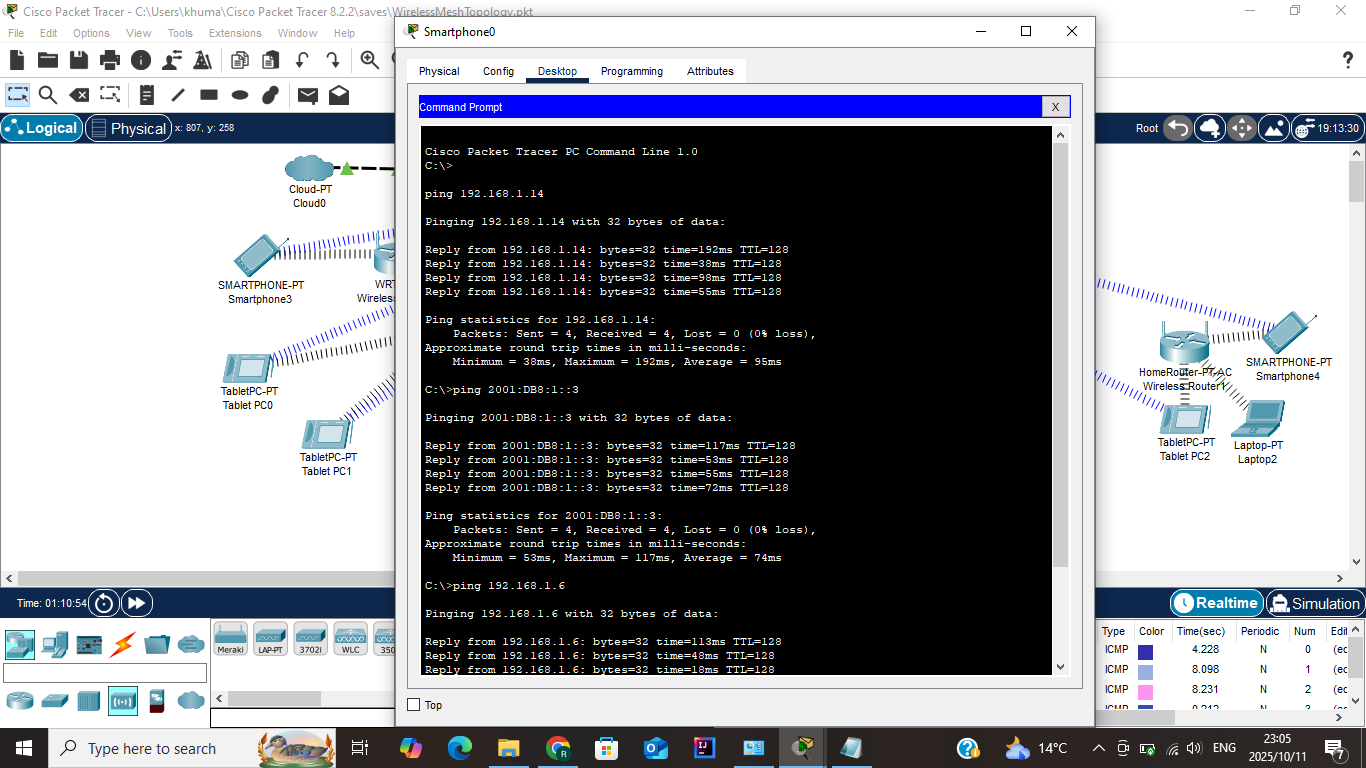 Cisco Packet Tracer - C:\Users\khuma\Cisco Packet Tracer 8.2.2\saves\WirelessMeshTopology.pkt
File Edit Options View Tools Extensions Window Help
Smartphone0
Physical Config Desktop Programming Attributes
Command Prompt
X
Logical
Physical
x: 807, y: 258
Root
19:13:30
Cisco Packet Tracer PC Command Line 1.0
C:\>
ping 192.168.1.14
Pinging 192.168.1.14 with 32 bytes of data:
Reply from 192.168.1.14: bytes=32 time=192ms TTL=128
Reply from 192.168.1.14: bytes=32 time=38ms TTL=128
Reply from 192.168.1.14: bytes=32 time=98ms TTL=128
Reply from 192.168.1.14: bytes=32 time=55ms TTL=128
Ping statistics for 192.168.1.14:
Packets: Sent = 4, Received = 4, Lost = 0 (0% loss),
Approximate round trip times in milli-seconds:
Minimum = 38ms, Maximum = 192ms, Average = 95ms
C:\>ping 2001:DB8:1::3
Pinging 2001:DB8:1::3 with 32 bytes of data:
Reply from 2001:DB8:1::3: bytes=32 time=117ms TTL=128
Reply from 2001:DB8:1::3: bytes=32 time=53ms TTL=128
Reply from 2001:DB8:1::3: bytes=32 time=55ms TTL=128
Reply from 2001:DB8:1::3: bytes=32 time=72ms TTL=128
Ping statistics for 2001:DB8:1::3:
Packets: Sent = 4, Received = 4, Lost = 0 (0% loss),
Approximate round trip times in milli-seconds:
Minimum = 53ms, Maximum = 117ms, Average = 74ms
C:\>ping 192.168.1.6
Pinging 192.168.1.6 with 32 bytes of data:
Reply from 192.168.1.6: bytes=32 time=113ms TTL=128
Reply from 192.168.1.6: bytes=32 time=48ms TTL=128
Reply from 192.168.1.6: bytes=32 time=18ms TTL=128
Top
Cloud-PT
Cloud0
SMARTPHONE-PT
Smartphone3
WRT
Wireless
TabletPC-PT
Tablet PC0
TabletPC-PT
Tablet PC1
HomeRouter-PT-AC
Wireless Router1
SMARTPHONE-PT
Smartphone4
TabletPC-PT
Tablet PC2
Laptop-PT
Laptop2
Time: 01:10:54
Realtime
Simulation
Meraki LAP-PT 3702i WLC 350
Type Color Time(sec) Periodic Num Edi
ICMP 4.228 N 0 (ec
ICMP 8.098 N 1 (ec
ICMP 8.231 N 2 (ec
ICMP N 3
Type here to search
14°C
ENG
23:05
2025/10/11
7